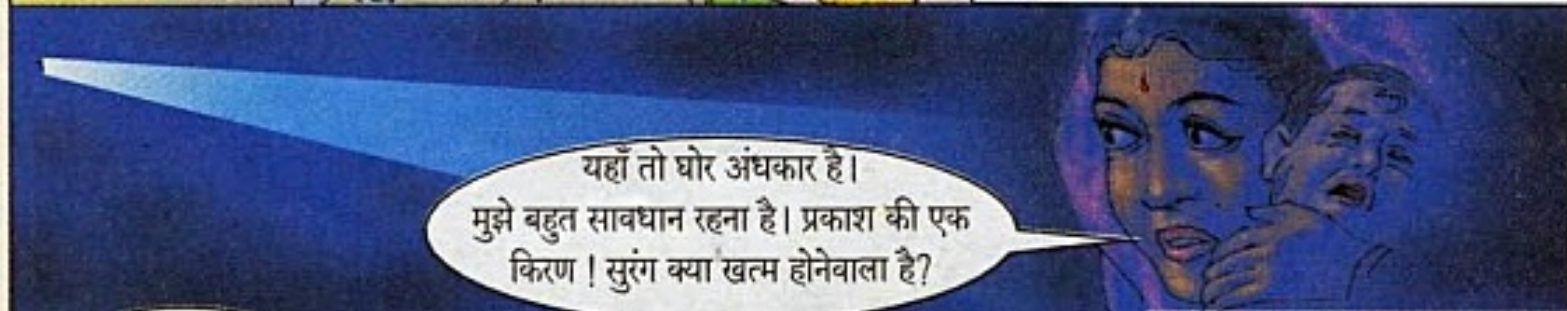 यहाँ तो घोर अंधकार है।
मुझे बहुत सावधान रहना है। प्रकाश की एक
किरण ! सुरंग क्या खत्म होनेवाला है?